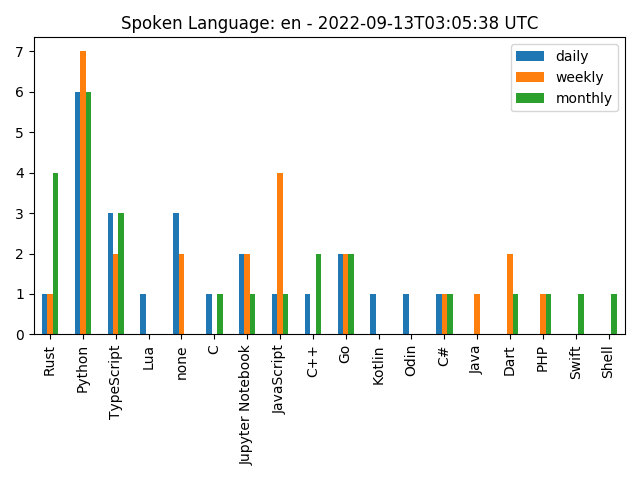 Spoken Language: en - 2022-09-13T03:05:38 UTC
daily
weekly
monthly
7
6
5
4
3
2
1
0
Rust
Python
TypeScript
Lua
none
C
Jupyter Notebook
JavaScript
C++
Go
Kotlin
Odin
C#
Java
Dart
PHP
Swift
Shell